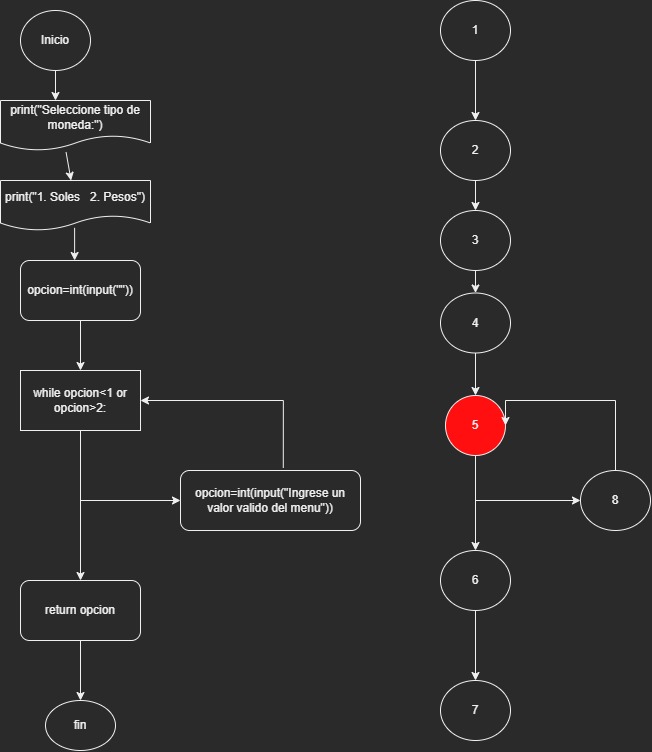 Inicio
print("Seleccione tipo de
moneda:")
print("1. Soles   2. Pesos")
opcion=int(input(""))
while opcion<1 or
opcion>2:
opcion=int(input("Ingrese un
valor valido del menu"))
return opcion
fin
1
2
3
4
5
8
6
7